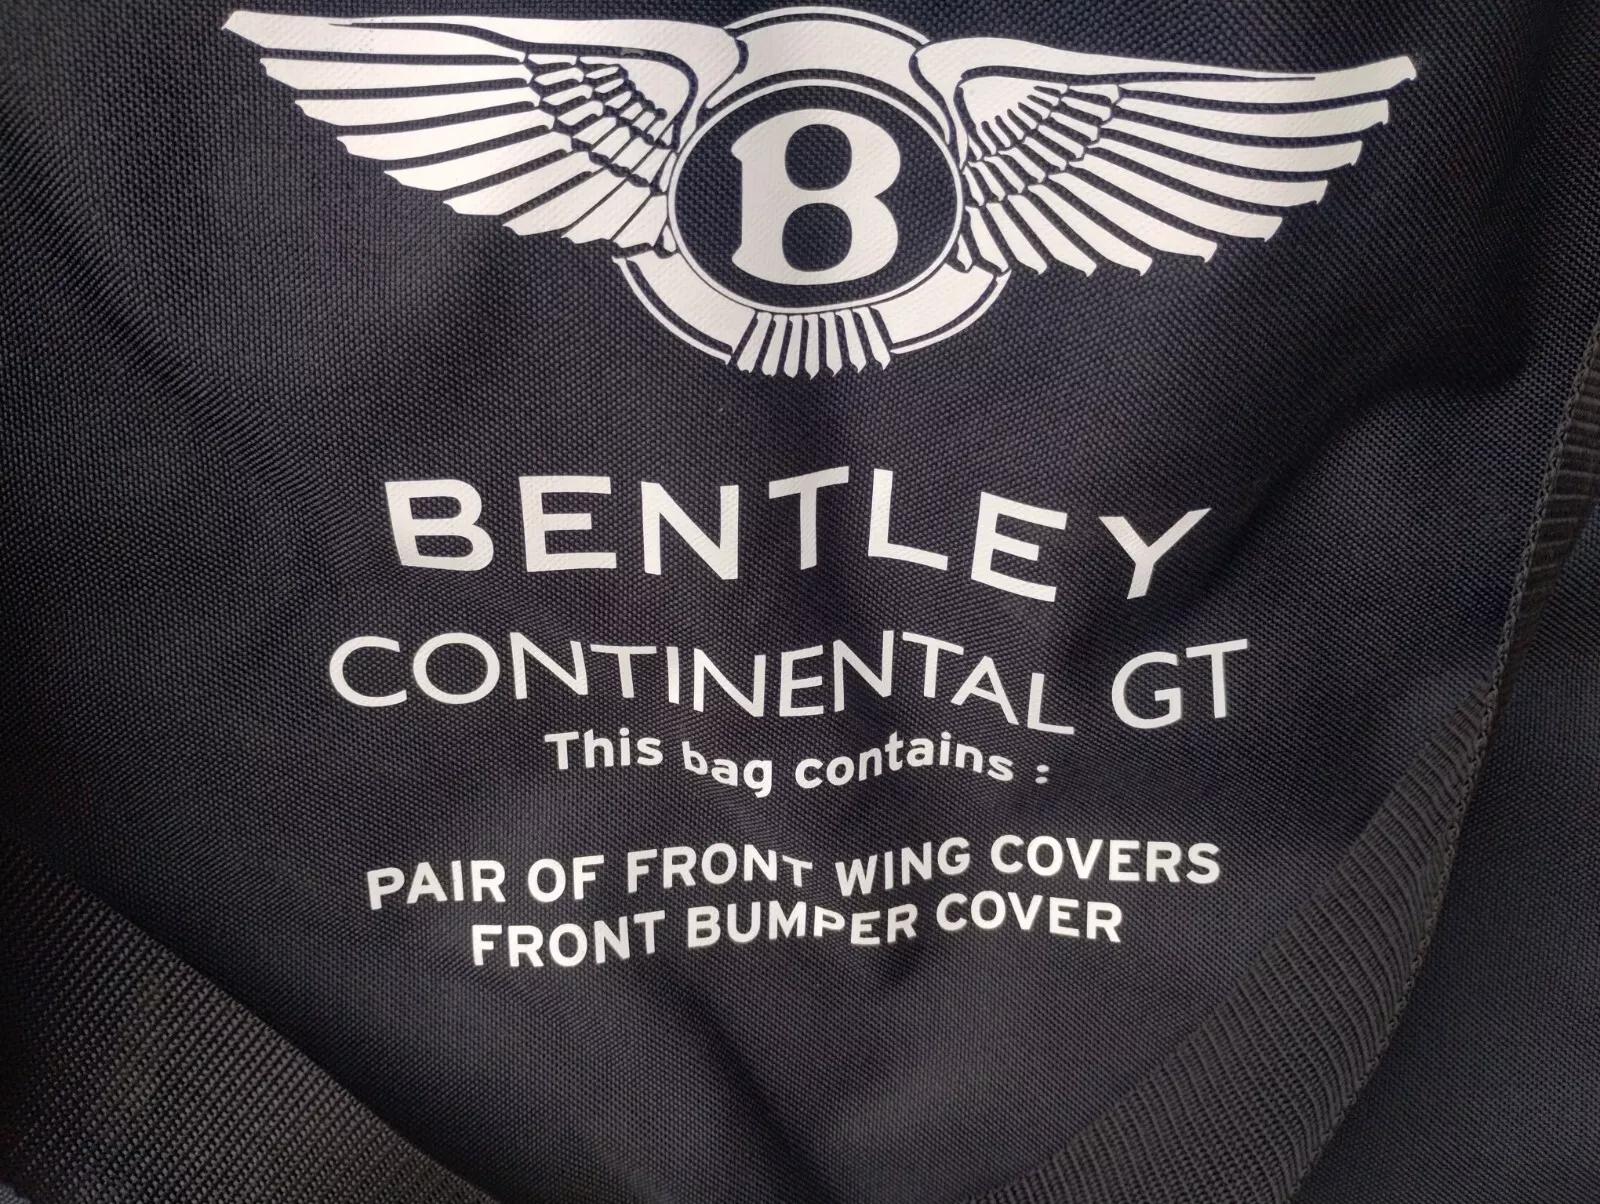 B
BENTLEY
CONTINENTAL GT
This bag contains :
PAIR OF FRONT WING COVERS
FRONT BUMPER COVER